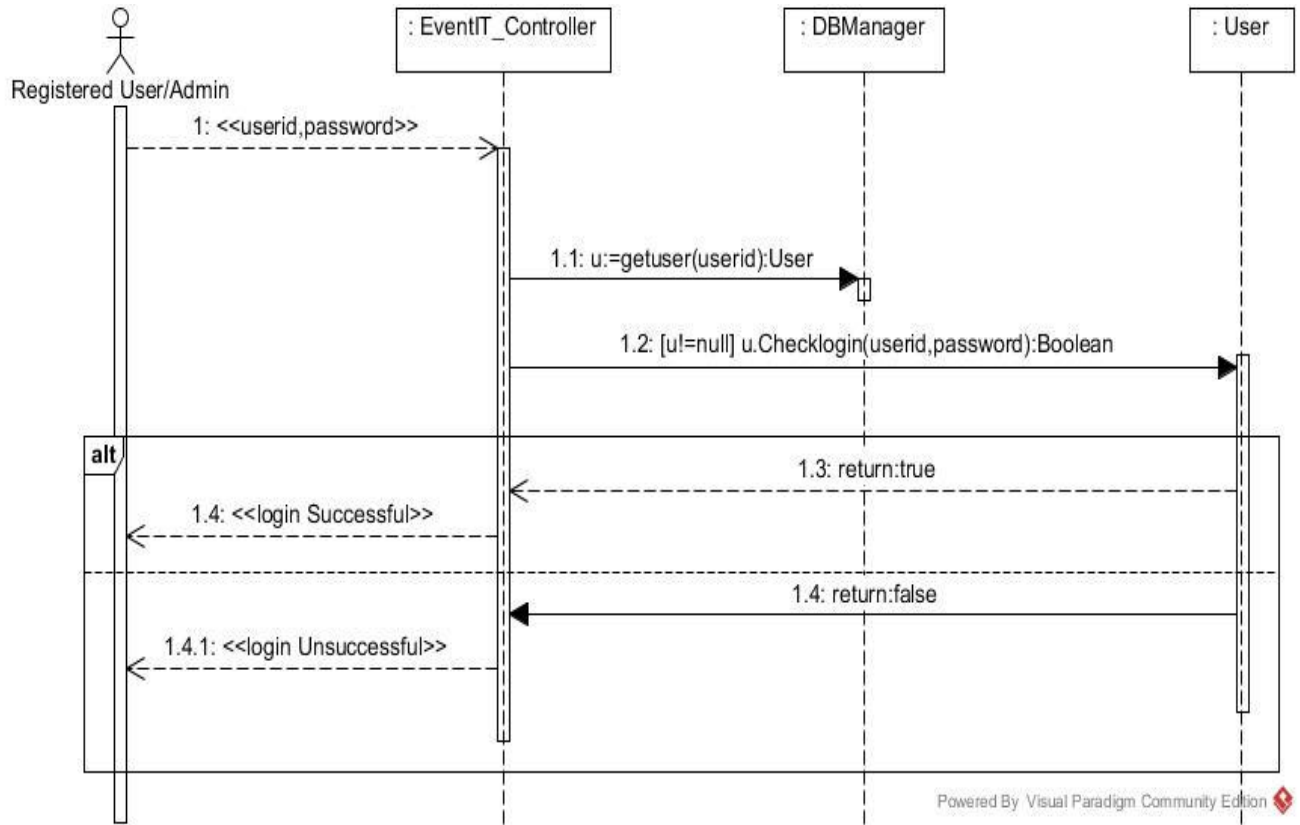 : EventIT_Controller
: DBManager
: User
Registered User/Admin
1: <<userid,password>>
1.1: u:=getuser(userid):User
1.2: [u!=null] u.Checklogin(userid,password):Boolean
alt
1.3: return:true
1.4: <<login Successful>>
1.4: return:false
1.4.1: <<login Unsuccessful>>
Powered By Visual Paradigm Community Edition